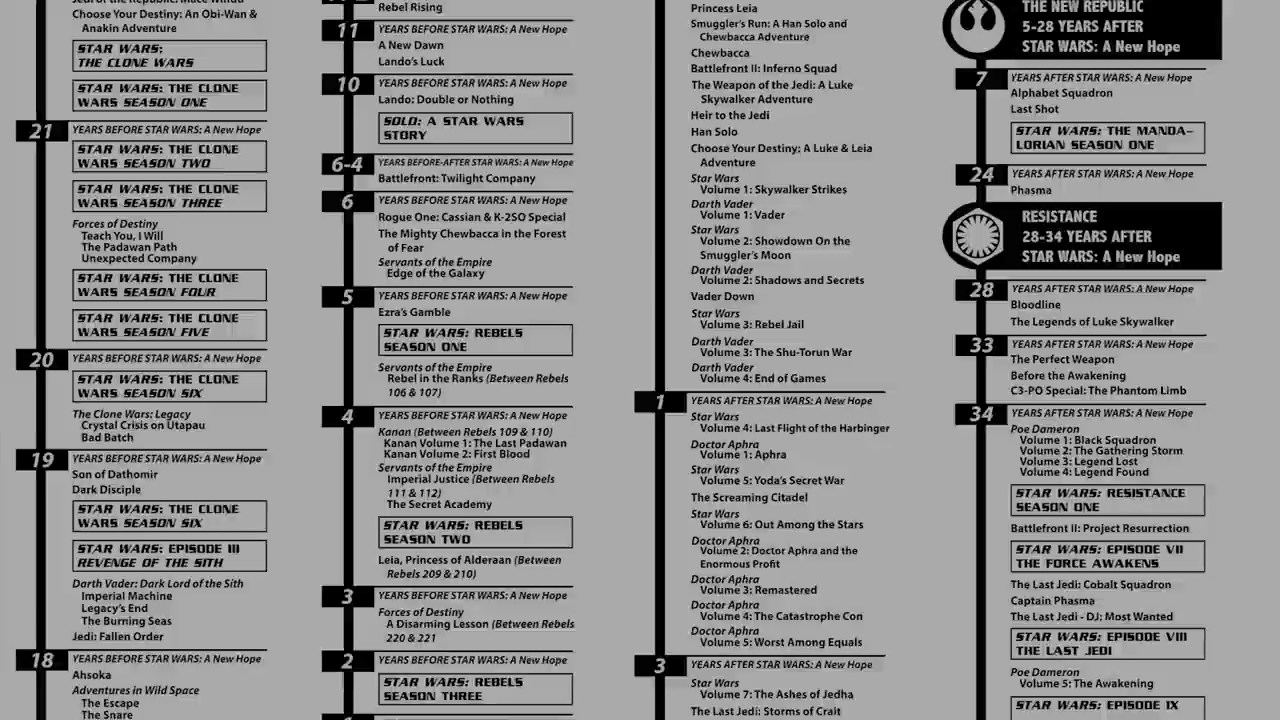 Choose Your Destiny: An Obi-Wan &
Anakin Adventure
STAR WARS:
THE CLONE WARS
STAR WARS: THE CLONE
WARS SEASON ONE
21 YEARS BEFORE STAR WARS: A New Hope
STAR WARS: THE CLONE
WARS SEASON TWO
STAR WARS: THE CLONE
WARS SEASON THREE
Forces of Destiny
Teach You, I Will
The Padawan Path
Unexpected Company
STAR WARS: THE CLONE
WARS SEASON FOUR
STAR WARS: THE CLONE
WARS SEASON FIVE
20 YEARS BEFORE STAR WARS: A New Hope
STAR WARS: THE CLONE
WARS SEASON SIX
The Clone Wars: Legacy
Crystal Crisis on Utapau
Bad Batch
19 YEARS BEFORE STAR WARS: A New Hope
Son of Dathomir
Dark Disciple
STAR WARS: THE CLONE
WARS SEASON SIX
STAR WARS: EPISODE III
REVENGE OF THE SITH
Darth Vader: Dark Lord of the Sith
Imperial Machine
Legacy's End
The Burning Seas
Jedi: Fallen Order
18 YEARS BEFORE STAR WARS: A New Hope
Ahsoka
Adventures in Wild Space
The Escape
The Snare
Rebel Rising
11 YEARS BEFORE STAR WARS: A New Hope
A New Dawn
Lando's Luck
10 YEARS BEFORE STAR WARS: A New Hope
Lando: Double or Nothing
SOLO: A STAR WARS
STORY
6-4 YEARS BEFORE-AFTER STAR WARS: A New Hope
Battlefront: Twilight Company
6 YEARS BEFORE STAR WARS: A New Hope
Rogue One: Cassian & K-2SO Special
The Mighty Chewbacca in the Forest
of Fear
Servants of the Empire
Edge of the Galaxy
5 YEARS BEFORE STAR WARS: A New Hope
Ezra's Gamble
STAR WARS: REBELS
SEASON ONE
Servants of the Empire
Rebel in the Ranks (Between Rebels
106 & 107)
4 YEARS BEFORE STAR WARS: A New Hope
Kanan (Between Rebels 109 & 110)
Kanan Volume 1: The Last Padawan
Kanan Volume 2: First Blood
Servants of the Empire
Imperial Justice (Between Rebels
111 & 112)
The Secret Academy
STAR WARS: REBELS
SEASON TWO
Leia, Princess of Alderaan (Between
Rebels 209 & 210)
3 YEARS BEFORE STAR WARS: A New Hope
Forces of Destiny
A Disarming Lesson (Between Rebels
220 & 221
2 YEARS BEFORE STAR WARS: A New Hope
STAR WARS: REBELS
SEASON THREE
Princess Leia
Smuggler's Run: A Han Solo and
Chewbacca Adventure
Chewbacca
Battlefront II: Inferno Squad
The Weapon of the Jedi: A Luke
Skywalker Adventure
Heir to the Jedi
Han Solo
Choose Your Destiny; A Luke & Leia
Adventure
Star Wars
Volume 1: Skywalker Strikes
Darth Vader
Volume 1: Vader
Star Wars
Volume 2: Showdown On the
Smuggler's Moon
Darth Vader
Volume 2: Shadows and Secrets
Vader Down
Star Wars
Volume 3: Rebel Jail
Darth Vader
Volume 3: The Shu-Torun War
Darth Vader
Volume 4: End of Games
1 YEARS AFTER STAR WARS: A New Hope
Star Wars
Volume 4: Last Flight of the Harbinger
Doctor Aphra
Volume 1: Aphra
Star Wars
Volume 5: Yoda's Secret War
The Screaming Citadel
Star Wars
Volume 6: Out Among the Stars
Doctor Aphra
Volume 2: Doctor Aphra and the
Enormous Profit
Doctor Aphra
Volume 3: Remastered
Doctor Aphra
Volume 4: The Catastrophe Con
Doctor Aphra
Volume 5: Worst Among Equals
3 YEARS AFTER STAR WARS: A New Hope
Star Wars
Volume 7: The Ashes of Jedha
The Last Jedi: Storms of Crait
THE NEW REPUBLIC
5-28 YEARS AFTER
STAR WARS: A New Hope
7 YEARS AFTER STAR WARS: A New Hope
Alphabet Squadron
Last Shot
STAR WARS: THE MANDA-
LORIAN SEASON ONE
24 YEARS AFTER STAR WARS: A New Hope
Phasma
RESISTANCE
28-34 YEARS AFTER
STAR WARS: A New Hope
28 YEARS AFTER STAR WARS: A New Hope
Bloodline
The Legends of Luke Skywalker
33 YEARS AFTER STAR WARS: A New Hope
The Perfect Weapon
Before the Awakening
C3-PO Special: The Phantom Limb
34 YEARS AFTER STAR WARS: A New Hope
Poe Dameron
Volume 1: Black Squadron
Volume 2: The Gathering Storm
Volume 3: Legend Lost
Volume 4: Legend Found
STAR WARS: RESISTANCE
SEASON ONE
Battlefront II: Project Resurrection
STAR WARS: EPISODE VII
THE FORCE AWAKENS
The Last Jedi: Cobalt Squadron
Captain Phasma
The Last Jedi - DJ; Most Wanted
STAR WARS: EPISODE VIII
THE LAST JEDI
Poe Dameron
Volume 5: The Awakening
STAR WARS: EPISODE IX